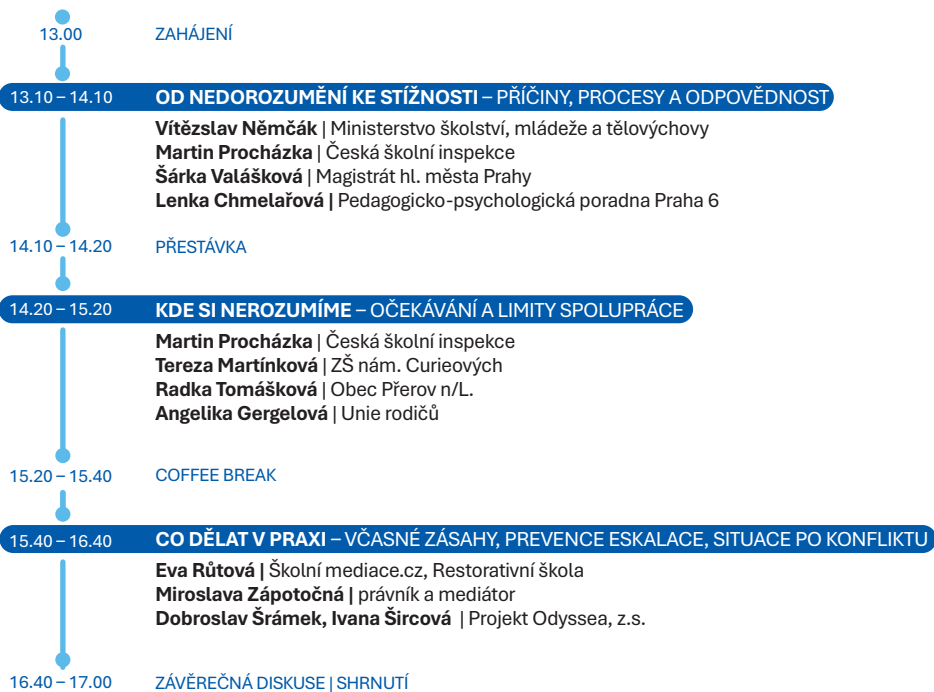 13.00 ZAHÁJENÍ
13.10 – 14.10 OD NEDOROZUMĚNÍ KE STÍŽNOSTI – PŘÍČINY, PROCESY A ODPOVĚDNOST
Vítězslav Němčák | Ministerstvo školství, mládeže a tělovýchovy
Martin Procházka | Česká školní inspekce
Šárka Valášková | Magistrát hl. města Prahy
Lenka Chmelařová | Pedagogicko-psychologická poradna Praha 6
14.10 – 14.20 PŘESTÁVKA
14.20 – 15.20 KDE SI NEROZUMÍME – OČEKÁVÁNÍ A LIMITY SPOLUPRÁCE
Martin Procházka | Česká školní inspekce
Tereza Martínková | ZŠ nám. Curieových
Radka Tomášková | Obec Přerov n/L.
Angelika Gergelová | Unie rodičů
15.20 – 15.40 COFFEE BREAK
15.40 – 16.40 CO DĚLAT V PRAXI – VČASNÉ ZÁSAHY, PREVENCE ESKALACE, SITUACE PO KONFLIKTU
Eva Růtová | Školní mediace.cz, Restorativní škola
Miroslava Zápotočná | právník a mediátor
Dobroslav Šrámek, Ivana Šircová | Projekt Odyssea, z.s.
16.40 – 17.00 ZÁVĚREČNÁ DISKUSE | SHRNUTÍ